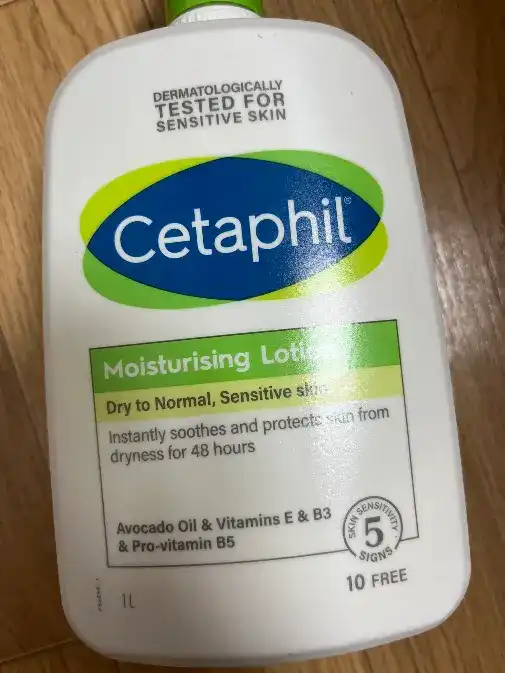 DERMATOLOGICALLY
TESTED FOR
SENSITIVE SKIN
Cetaphil®
Moisturising Lotion
Dry to Normal, Sensitive skin
Instantly soothes and protects skin from
dryness for 48 hours
Avocado Oil & Vitamins E & B3
& Pro-vitamin B5
SKIN SENSITIVITY
5
SIGNS
10 FREE
1L